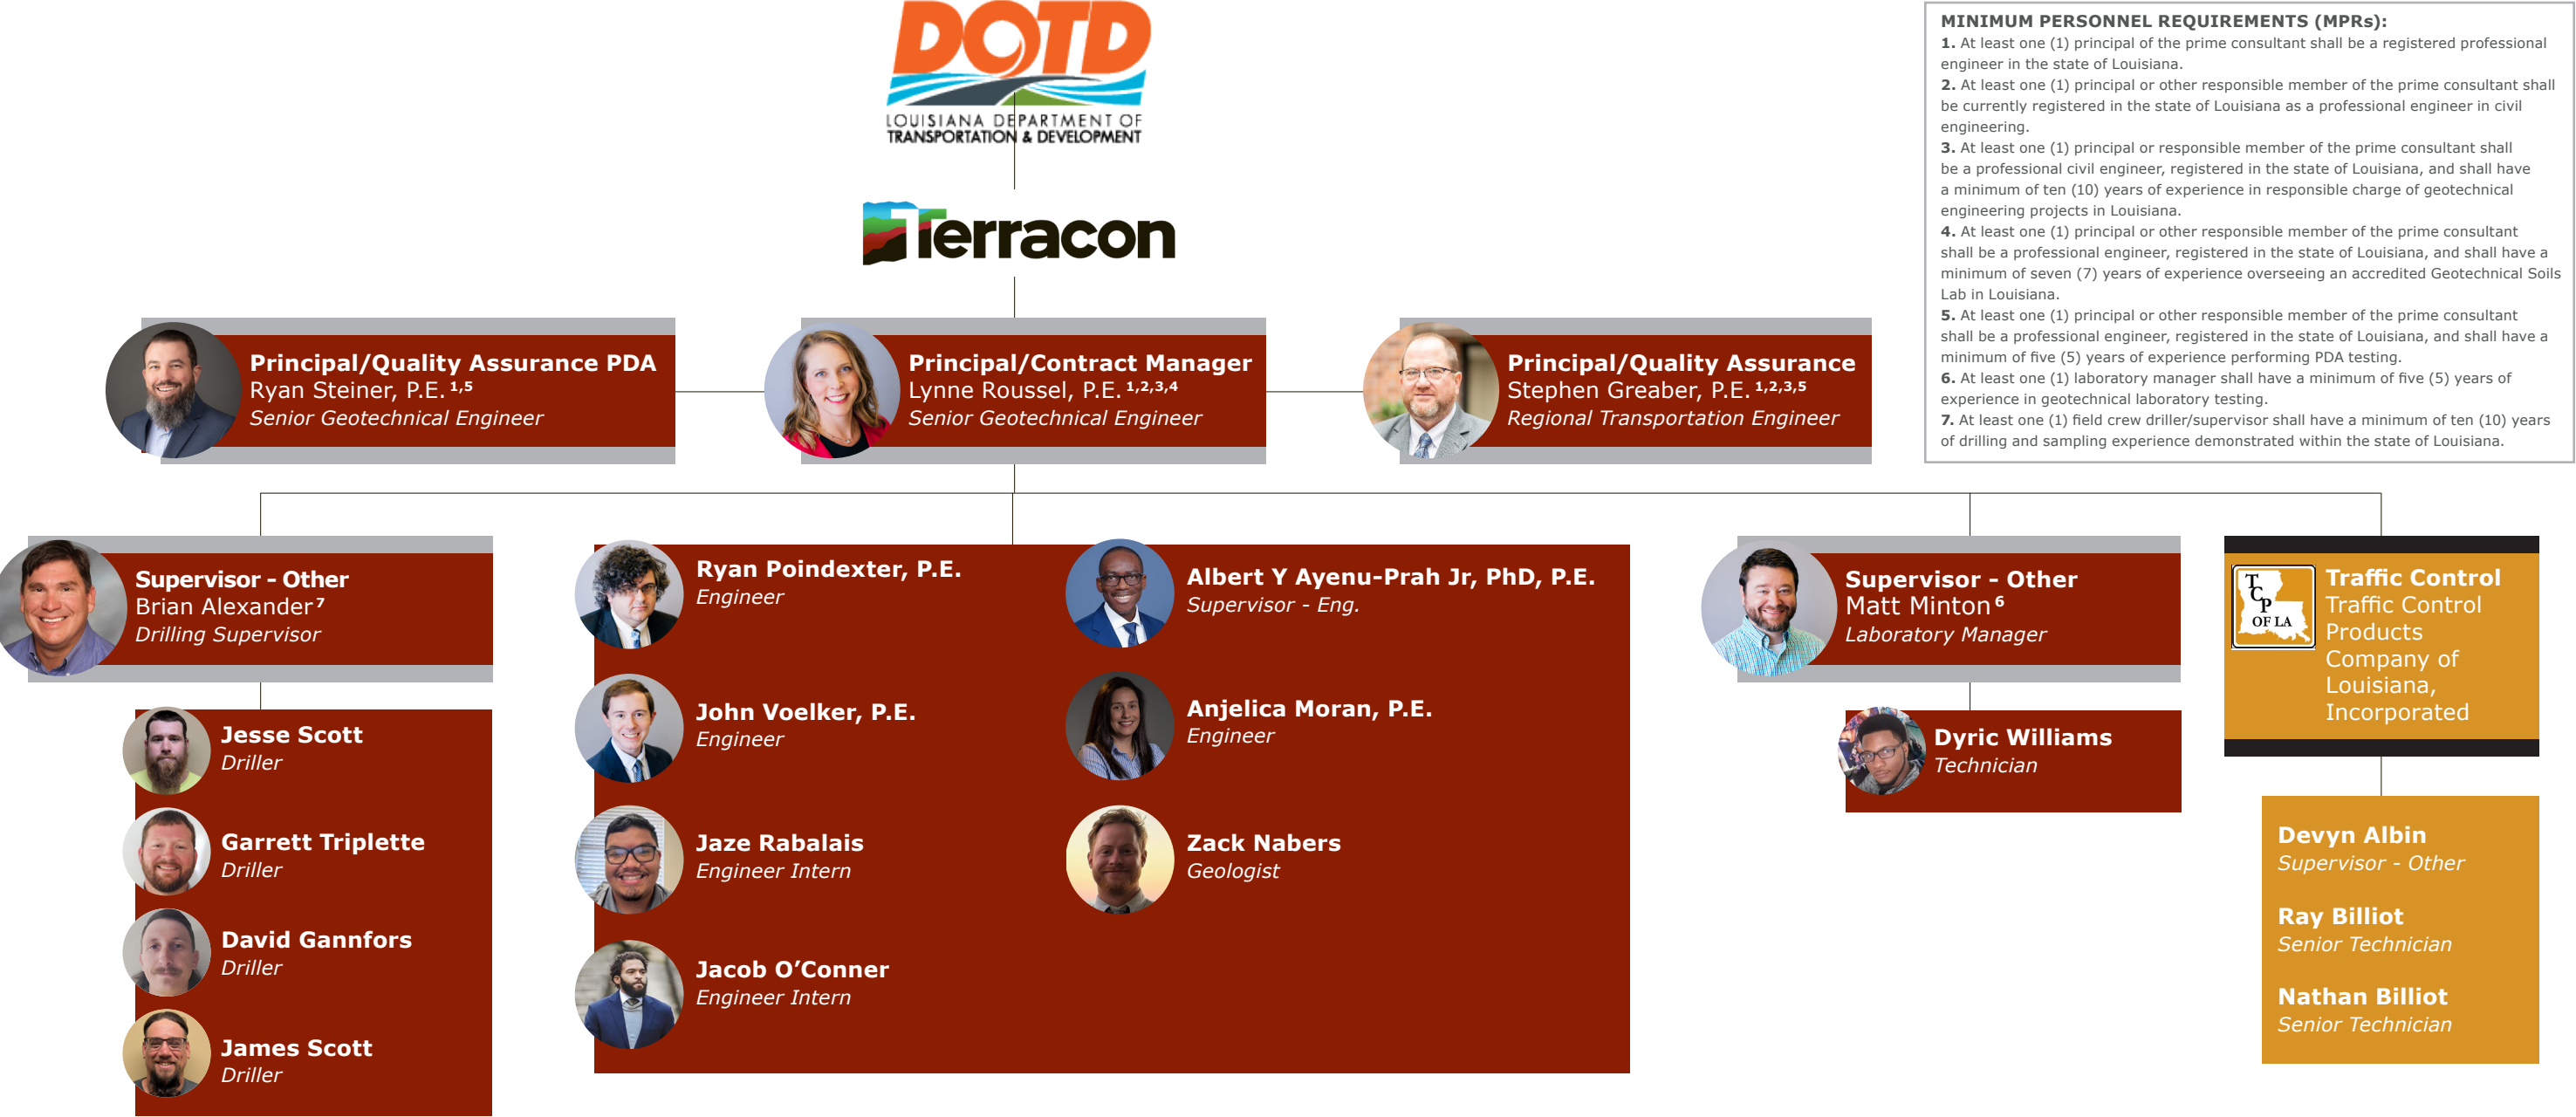 DOTD
LOUISIANA DEPARTMENT OF
TRANSPORTATION & DEVELOPMENT
Terracon
MINIMUM PERSONNEL REQUIREMENTS (MPRs):
1. At least one (1) principal of the prime consultant shall be a registered professional
engineer in the state of Louisiana.
2. At least one (1) principal or other responsible member of the prime consultant shall
be currently registered in the state of Louisiana as a professional engineer in civil
engineering.
3. At least one (1) principal or responsible member of the prime consultant shall
be a professional civil engineer, registered in the state of Louisiana, and shall have
a minimum of ten (10) years of experience in responsible charge of geotechnical
engineering projects in Louisiana.
4. At least one (1) principal or other responsible member of the prime consultant
shall be a professional engineer, registered in the state of Louisiana, and shall have a
minimum of seven (7) years of experience overseeing an accredited Geotechnical Soils
Lab in Louisiana.
5. At least one (1) principal or other responsible member of the prime consultant
shall be a professional engineer, registered in the state of Louisiana, and shall have a
minimum of five (5) years of experience performing PDA testing.
6. At least one (1) laboratory manager shall have a minimum of five (5) years of
experience in geotechnical laboratory testing.
7. At least one (1) field crew driller/supervisor shall have a minimum of ten (10) years
of drilling and sampling experience demonstrated within the state of Louisiana.
Principal/Quality Assurance PDA
Ryan Steiner, P.E. 1,5
Senior Geotechnical Engineer
Principal/Contract Manager
Lynne Roussel, P.E. 1,2,3,4
Senior Geotechnical Engineer
Principal/Quality Assurance
Stephen Greaber, P.E. 1,2,3,5
Regional Transportation Engineer
Supervisor - Other
Brian Alexander 7
Drilling Supervisor
Jesse Scott
Driller
Garrett Triplette
Driller
David Gannfors
Driller
James Scott
Driller
Ryan Poindexter, P.E.
Engineer
John Voelker, P.E.
Engineer
Jaze Rabalais
Engineer Intern
Jacob O’Conner
Engineer Intern
Albert Y Ayenu-Prah Jr, PhD, P.E.
Supervisor - Eng.
Anjelica Moran, P.E.
Engineer
Zack Nabers
Geologist
Supervisor - Other
Matt Minton 6
Laboratory Manager
Dyric Williams
Technician
TCP
OF LA
Traffic Control
Traffic Control
Products
Company of
Louisiana,
Incorporated
Devyn Albin
Supervisor - Other
Ray Billiot
Senior Technician
Nathan Billiot
Senior Technician